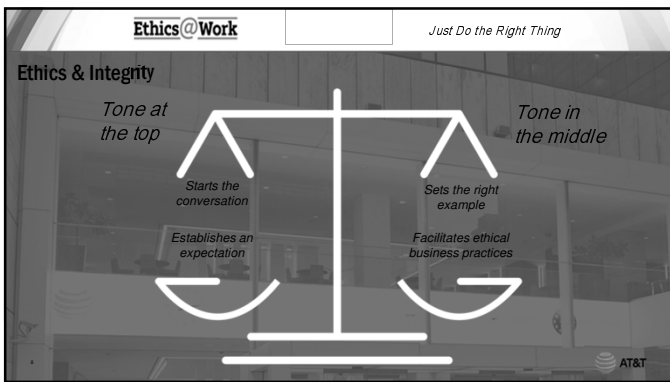 Ethics@Work
Just Do the Right Thing
Ethics & Integrity
Tone at
the top
Tone in
the middle
Starts the
conversation
Sets the right
example
Establishes an
expectation
Facilitates ethical
business practices
AT&T